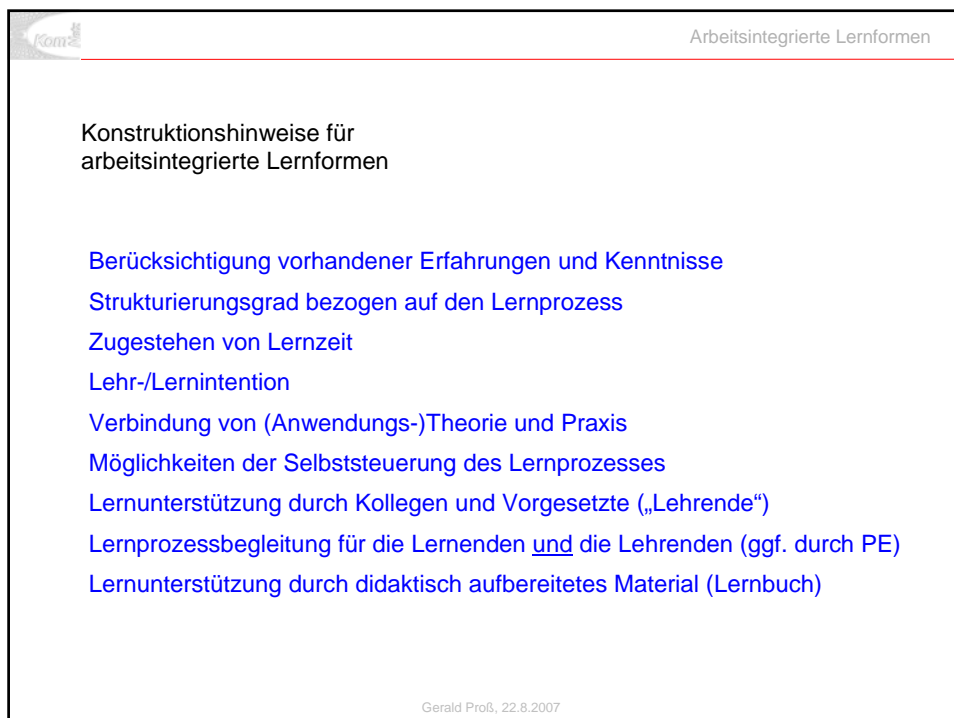 Kom
Arbeitsintegrierte Lernformen
Konstruktionshinweise für
arbeitsintegrierte Lernformen
Berücksichtigung vorhandener Erfahrungen und Kenntnisse
Strukturierungsgrad bezogen auf den Lernprozess
Zugestehen von Lernzeit
Lehr-/Lernintention
Verbindung von (Anwendungs-)Theorie und Praxis
Möglichkeiten der Selbststeuerung des Lernprozesses
Lernunterstützung durch Kollegen und Vorgesetzte („Lehrende“)
Lernprozessbegleitung für die Lernenden und die Lehrenden (ggf. durch PE)
Lernunterstützung durch didaktisch aufbereitetes Material (Lernbuch)
Gerald Proß, 22.8.2007